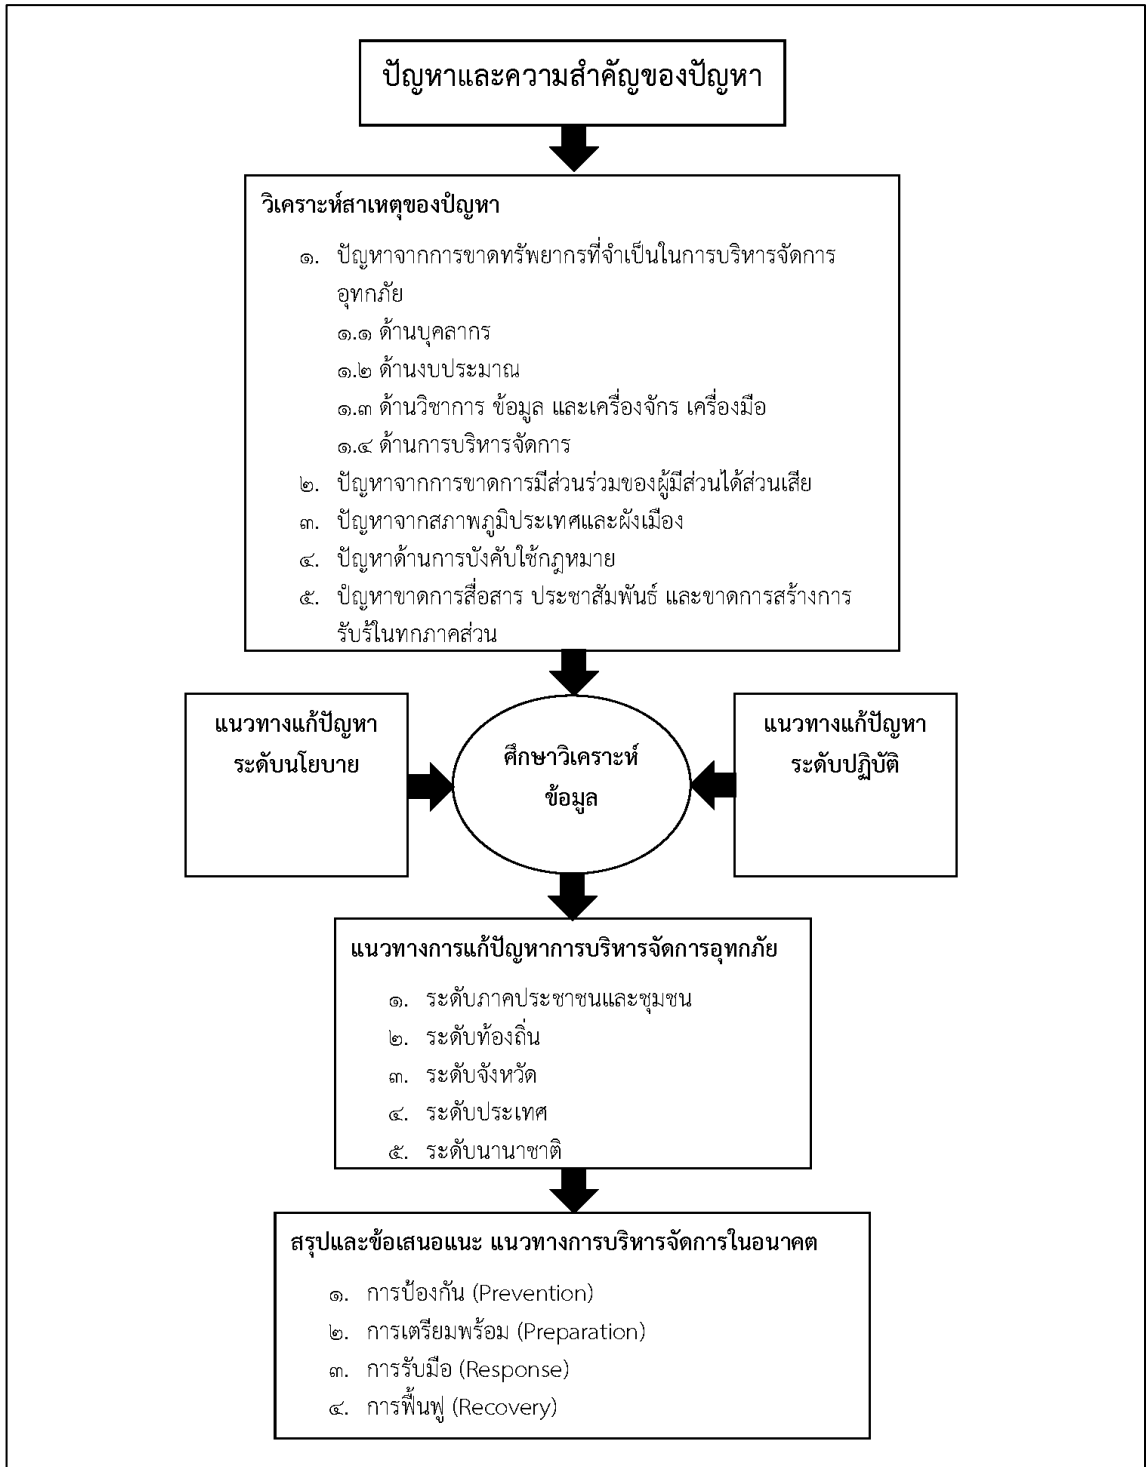 ปัญหาและความสำคัญของปัญหา
วิเคราะห์สาเหตุของปัญหา
๑. ปัญหาจากการขาดทรัพยากรที่จำเป็นในการบริหารจัดการ
อุทกภัย
๑.๑ ด้านบุคลากร
๑.๒ ด้านงบประมาณ
๑.๓ ด้านวิชาการ ข้อมูล และเครื่องจักร เครื่องมือ
๑.๔ ด้านการบริหารจัดการ
๒. ปัญหาจากการขาดการมีส่วนร่วมของผู้มีส่วนได้ส่วนเสีย
๓. ปัญหาจากสภาพภูมิประเทศและผังเมือง
๔. ปัญหาด้านการบังคับใช้กฎหมาย
๕. ปัญหาขาดการสื่อสาร ประชาสัมพันธ์ และขาดการสร้างการ
รับรู้ในทุกภาคส่วน
แนวทางแก้ปัญหา
ระดับนโยบาย
ศึกษาวิเคราะห์
ข้อมูล
แนวทางแก้ปัญหา
ระดับปฏิบัติ
แนวทางการแก้ปัญหาการบริหารจัดการอุทกภัย
๑. ระดับภาคประชาชนและชุมชน
๒. ระดับท้องถิ่น
๓. ระดับจังหวัด
๔. ระดับประเทศ
๕. ระดับนานาชาติ
สรุปและข้อเสนอแนะ แนวทางการบริหารจัดการในอนาคต
๑. การป้องกัน (Prevention)
๒. การเตรียมพร้อม (Preparation)
๓. การรับมือ (Response)
๔. การฟื้นฟู (Recovery)